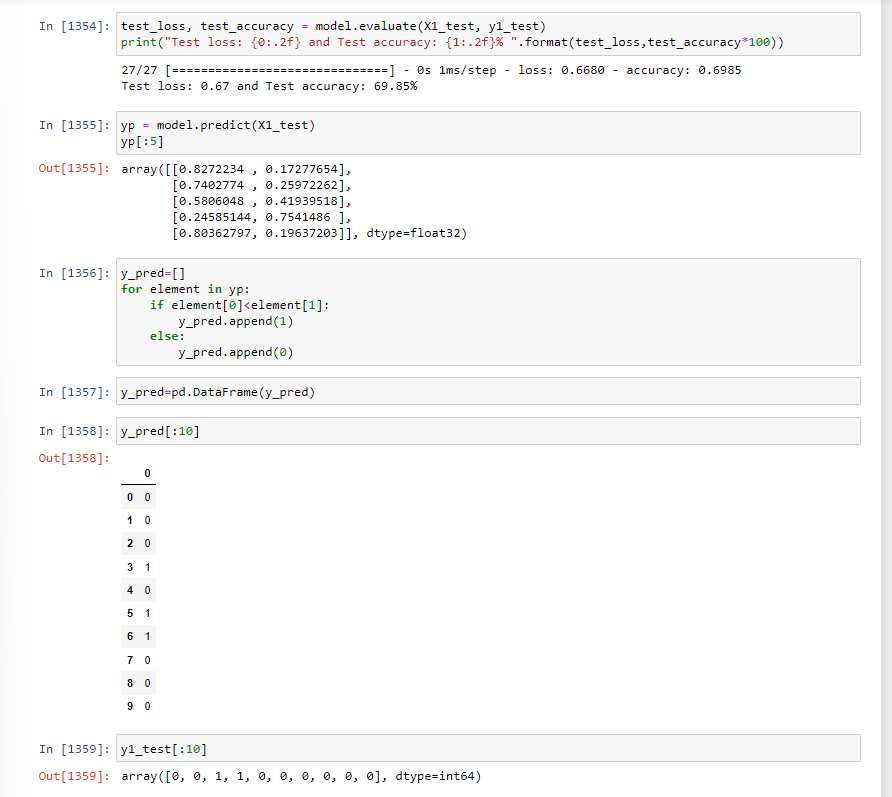 In [1354]: test_loss, test_accuracy = model.evaluate(X1_test, y1_test)
print("Test loss: {0:.2f} and Test accuracy: {1:.2f}% ".format(test_loss,test_accuracy*100))
27/27 [==============================] - 0s 1ms/step - loss: 0.6680 - accuracy: 0.6985
Test loss: 0.67 and Test accuracy: 69.85%
In [1355]: yp = model.predict(X1_test)
yp[:5]
Out[1355]: array([[0.8272234 , 0.17277654],
[0.7402774 , 0.25972262],
[0.5806048 , 0.41939518],
[0.24585144, 0.7541486 ],
[0.80362797, 0.19637203]], dtype=float32)
In [1356]: y_pred=[]
for element in yp:
    if element[0]<element[1]:
        y_pred.append(1)
    else:
        y_pred.append(0)
In [1357]: y_pred=pd.DataFrame(y_pred)
In [1358]: y_pred[:10]
Out[1358]:
0
0 0
1 0
2 0
3 1
4 0
5 1
6 1
7 0
8 0
9 0
In [1359]: y1_test[:10]
Out[1359]: array([0, 0, 1, 1, 0, 0, 0, 0, 0, 0], dtype=int64)